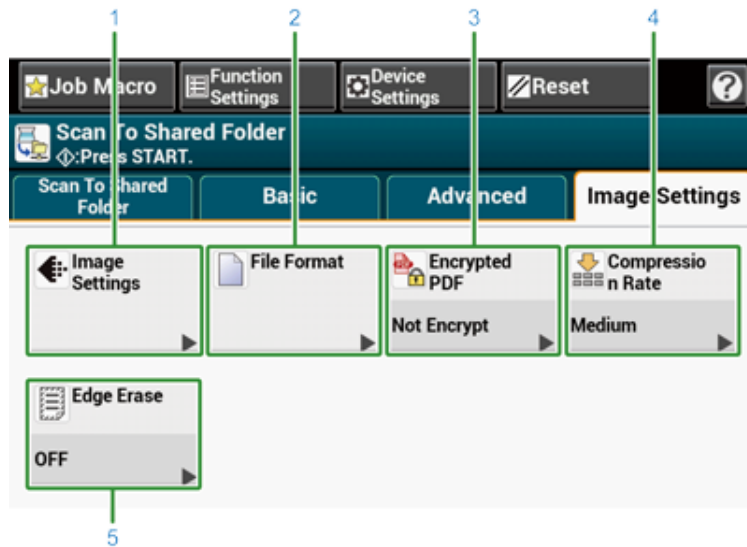 1 2 3 4
Job Macro
Function
Settings
Device
Settings
Reset
?
Scan To Shared Folder
:Press START.
Scan To Shared
Folder
Basic
Advanced
Image Settings
Image
Settings
File Format
Encrypted
PDF
Not Encrypt
Compressio
n Rate
Medium
Edge Erase
OFF
5